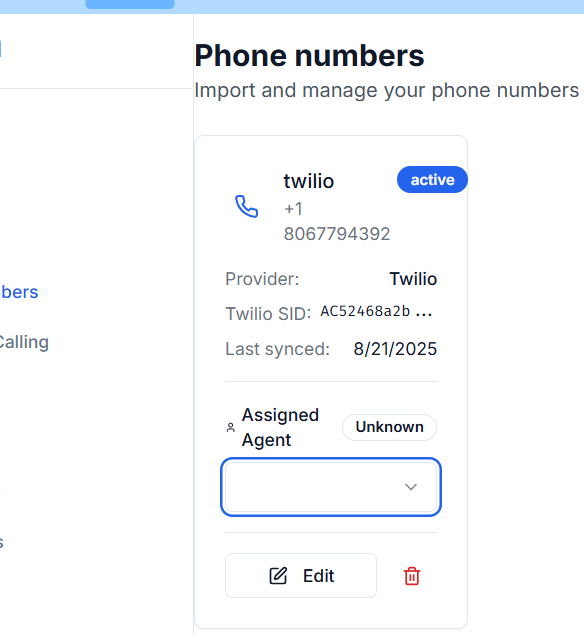 Phone numbers
Import and manage your phone numbers
twilio
active
+1
8067794392
Provider: Twilio
Twilio SID: AC52468a2b ...
Last synced: 8/21/2025
bers
Calling
Assigned
Agent
Unknown
s
Edit